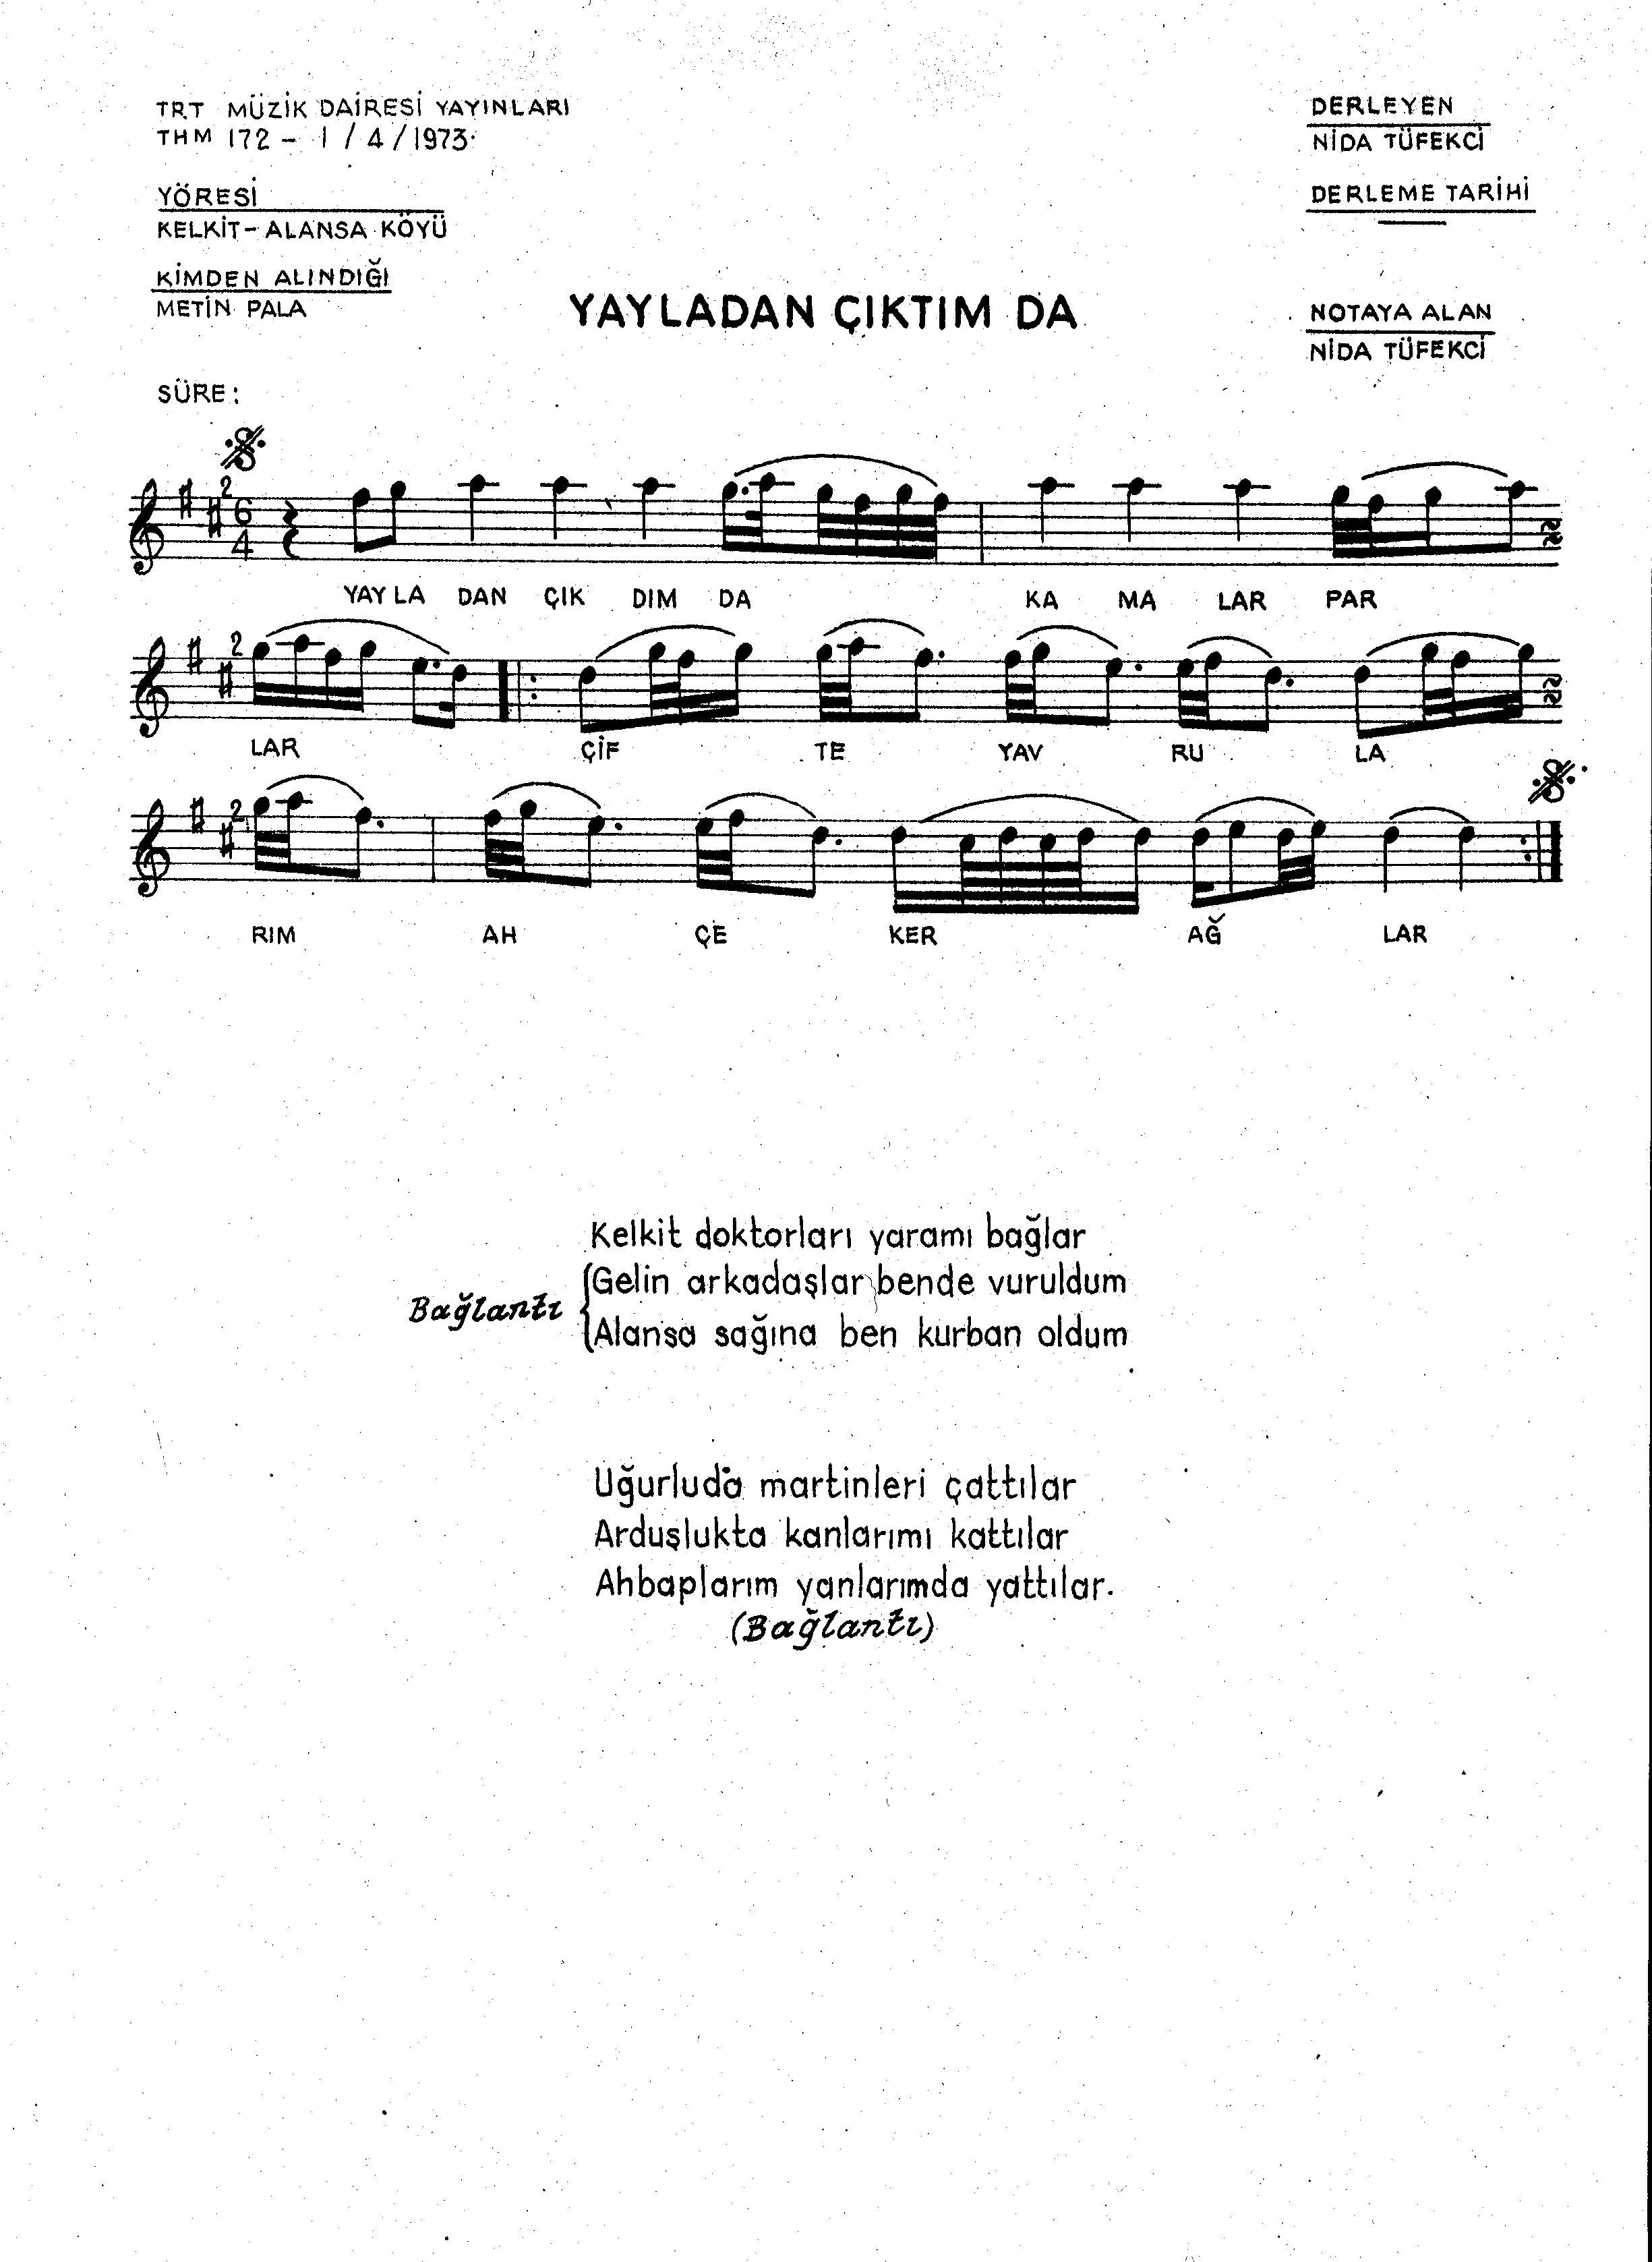 TRT MÜZİK DAİRESİ YAYINLARI
THM 172 - 1 / 4 / 1973
YÖRESİ
KELKİT - ALANSA KÖYÜ
KİMDEN ALINDIĞI
METİN PALA
DERLEYEN
NİDA TÜFEKCİ
DERLEME TARİHİ
YAYLADAN ÇIKTIM DA
NOTAYA ALAN
NİDA TÜFEKCİ
SÜRE :
2 6 4
YAY LA DAN ÇIK DIM DA KA MA LAR PAR
2
LAR ÇİF TE YAV RU LA
2
RIM AH ÇE KER AĞ LAR
Kelkit doktorları yaramı bağlar
Bağlantı Gelin arkadaşlar bende vuruldum
Alansa sağına ben kurban oldum
Uğurluda martinleri çattılar
Arduşlukta kanlarımı kattılar
Ahbaplarım yanlarımda yattılar.
(Bağlantı)